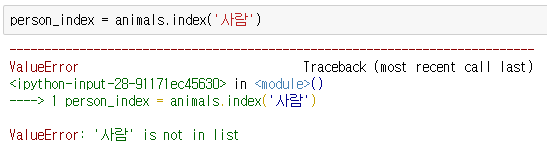 person_index = animals.index('사람')
---------------------------------------------------------------------------
ValueError                                Traceback (most recent call last)
<ipython-input-28-91171ec45630> in <module>()
----> 1 person_index = animals.index('사람')

ValueError: '사람' is not in list